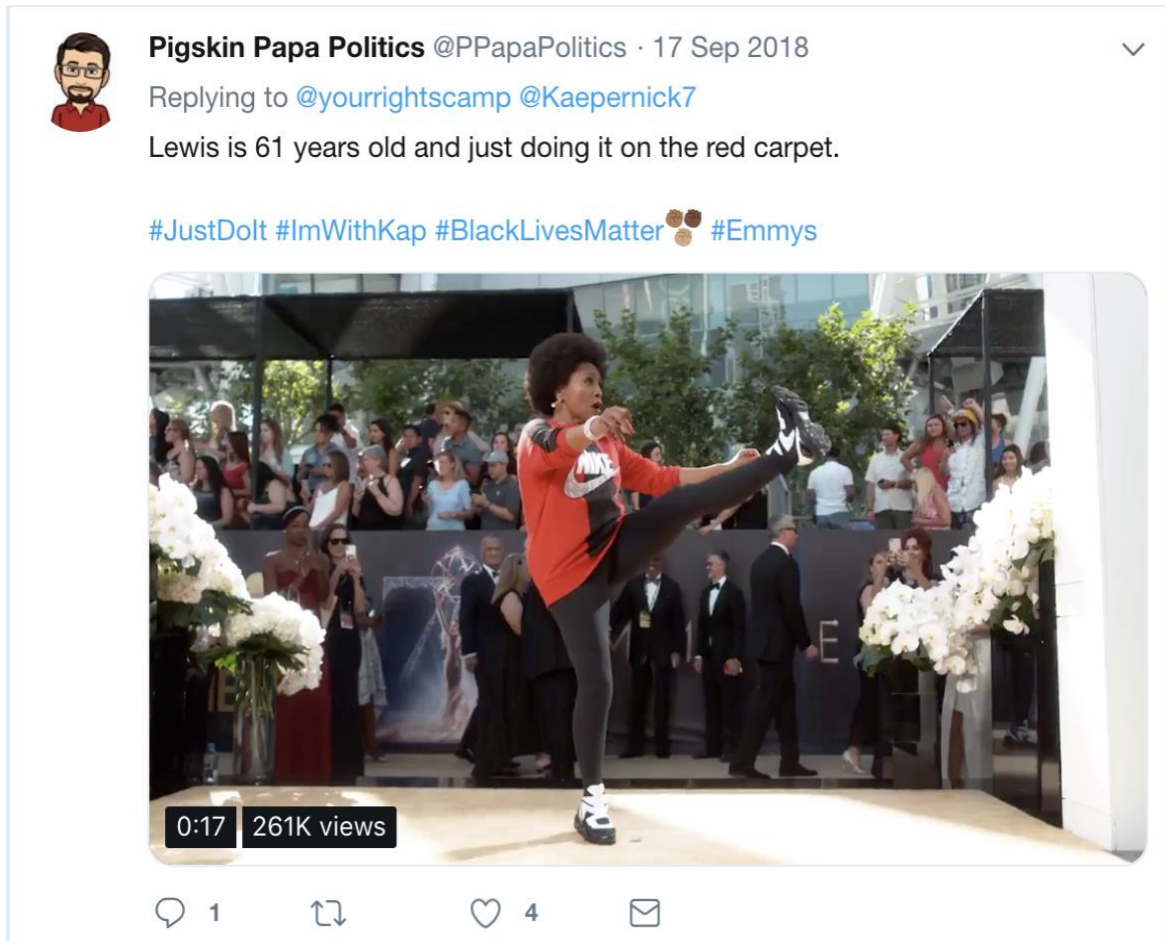 Pigskin Papa Politics @PPapaPolitics · 17 Sep 2018
Replying to @yourrightscamp @Kaepernick7
Lewis is 61 years old and just doing it on the red carpet.
#JustDoIt #ImWithKap #BlackLivesMatter✊🏽✊🏿✊🏼 #Emmys
NIKE
E
0:17 261K views
1 4